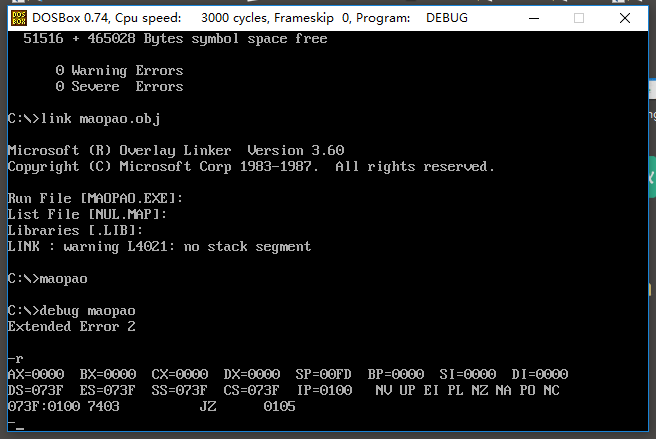 DOSBox 0.74, Cpu speed:    3000 cycles, Frameskip  0, Program:    DEBUG
  51516 + 465028 Bytes symbol space free
      0 Warning Errors
      0 Severe  Errors
C:\>link maopao.obj
Microsoft (R) Overlay Linker  Version 3.60
Copyright (C) Microsoft Corp 1983-1987.  All rights reserved.
Run File [MAOPAO.EXE]:
List File [NUL.MAP]:
Libraries [.LIB]:
LINK : warning L4021: no stack segment
C:\>maopao
C:\>debug maopao
Extended Error 2
-r
AX=0000  BX=0000  CX=0000  DX=0000  SP=00FD  BP=0000  SI=0000  DI=0000
DS=073F  ES=073F  SS=073F  CS=073F  IP=0100   NV UP EI PL NZ NA PO NC
073F:0100 7403          JZ      0105
-_